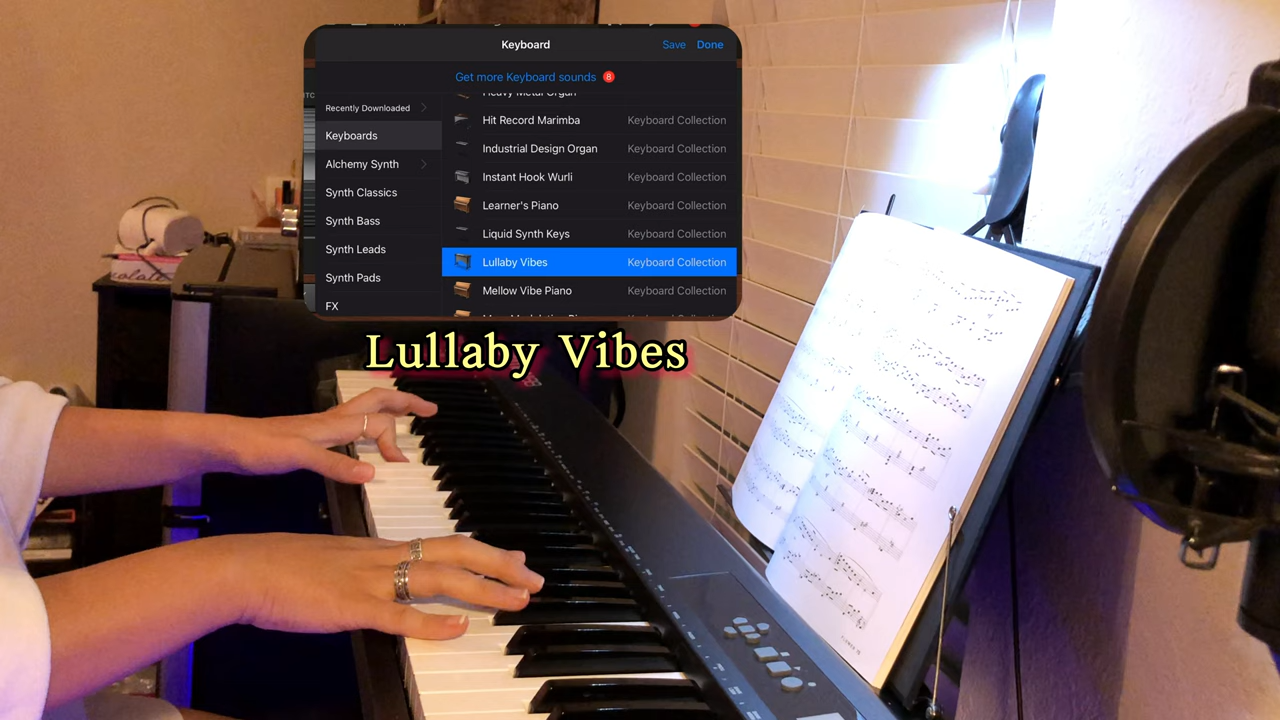 Keyboard
Save Done
Get more Keyboard sounds 8
Recently Downloaded
Keyboards
Alchemy Synth
Synth Classics
Synth Bass
Synth Leads
Synth Pads
FX
Heavy Metal Organ
Hit Record Marimba Keyboard Collection
Industrial Design Organ Keyboard Collection
Instant Hook Wurli Keyboard Collection
Learner's Piano Keyboard Collection
Liquid Synth Keys Keyboard Collection
Lullaby Vibes Keyboard Collection
Mellow Vibe Piano Keyboard Collection
Lullaby Vibes